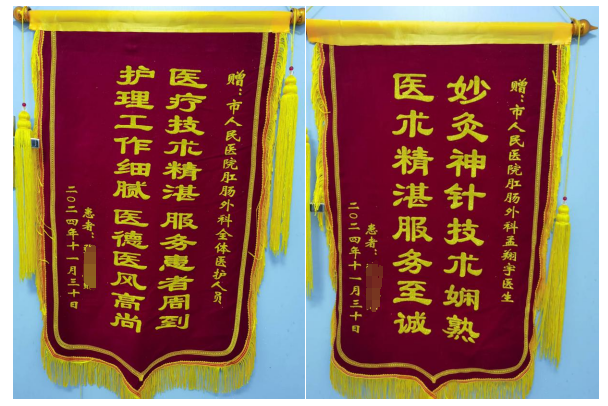 赠：市人民医院肛肠外科全体医护人员
医疗技术精湛 服务患者周到
护理工作细腻 医德医风高尚
患者：
二〇二四年十一月三十日
赠：市人民医院肛肠外科孟翔宇医生
妙灸神针技术娴熟
医术精湛服务至诚
患者：
二〇二四年十一月三十日